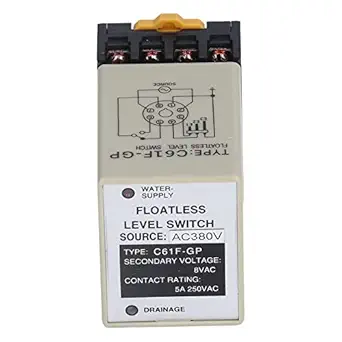 SOURCE
FLOATLESS LEVEL SWITCH
TYPE:C61F-GP
WATER-
SUPPLY
FLOATLESS
LEVEL SWITCH
SOURCE: AC380V
TYPE: C61F-GP
SECONDARY VOLTAGE:
8VAC
CONTACT RATING:
5A 250VAC
DRAINAGE